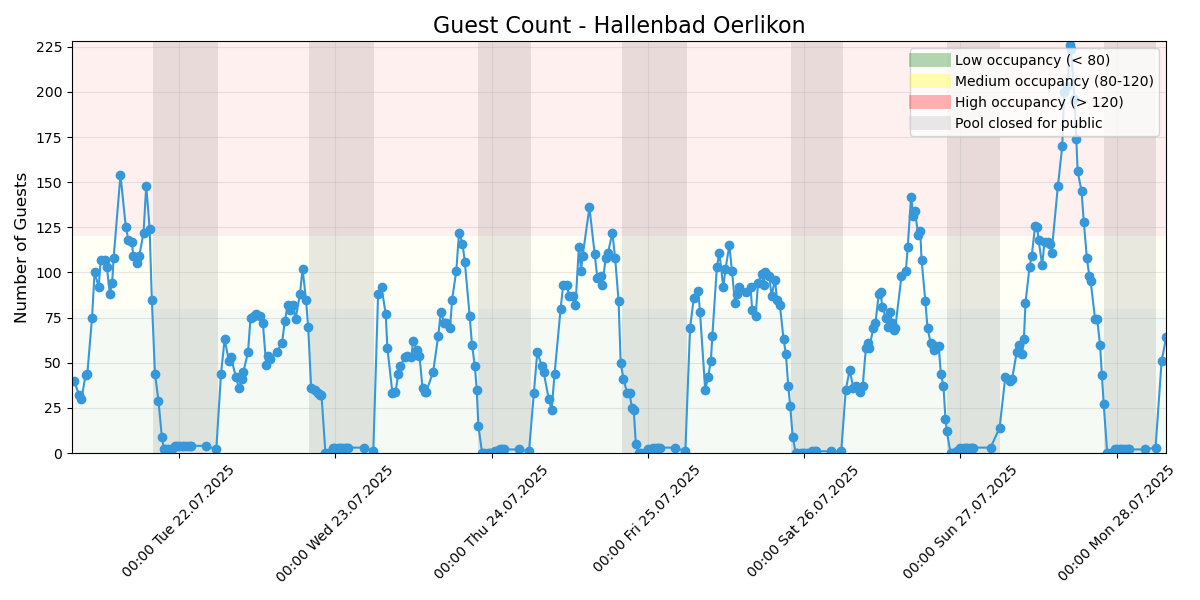 Guest Count - Hallenbad Oerlikon
Number of Guests
225
200
175
150
125
100
75
50
25
0
Low occupancy (< 80)
Medium occupancy (80-120)
High occupancy (> 120)
Pool closed for public
00:00 Tue 22.07.2025
00:00 Wed 23.07.2025
00:00 Thu 24.07.2025
00:00 Fri 25.07.2025
00:00 Sat 26.07.2025
00:00 Sun 27.07.2025
00:00 Mon 28.07.2025